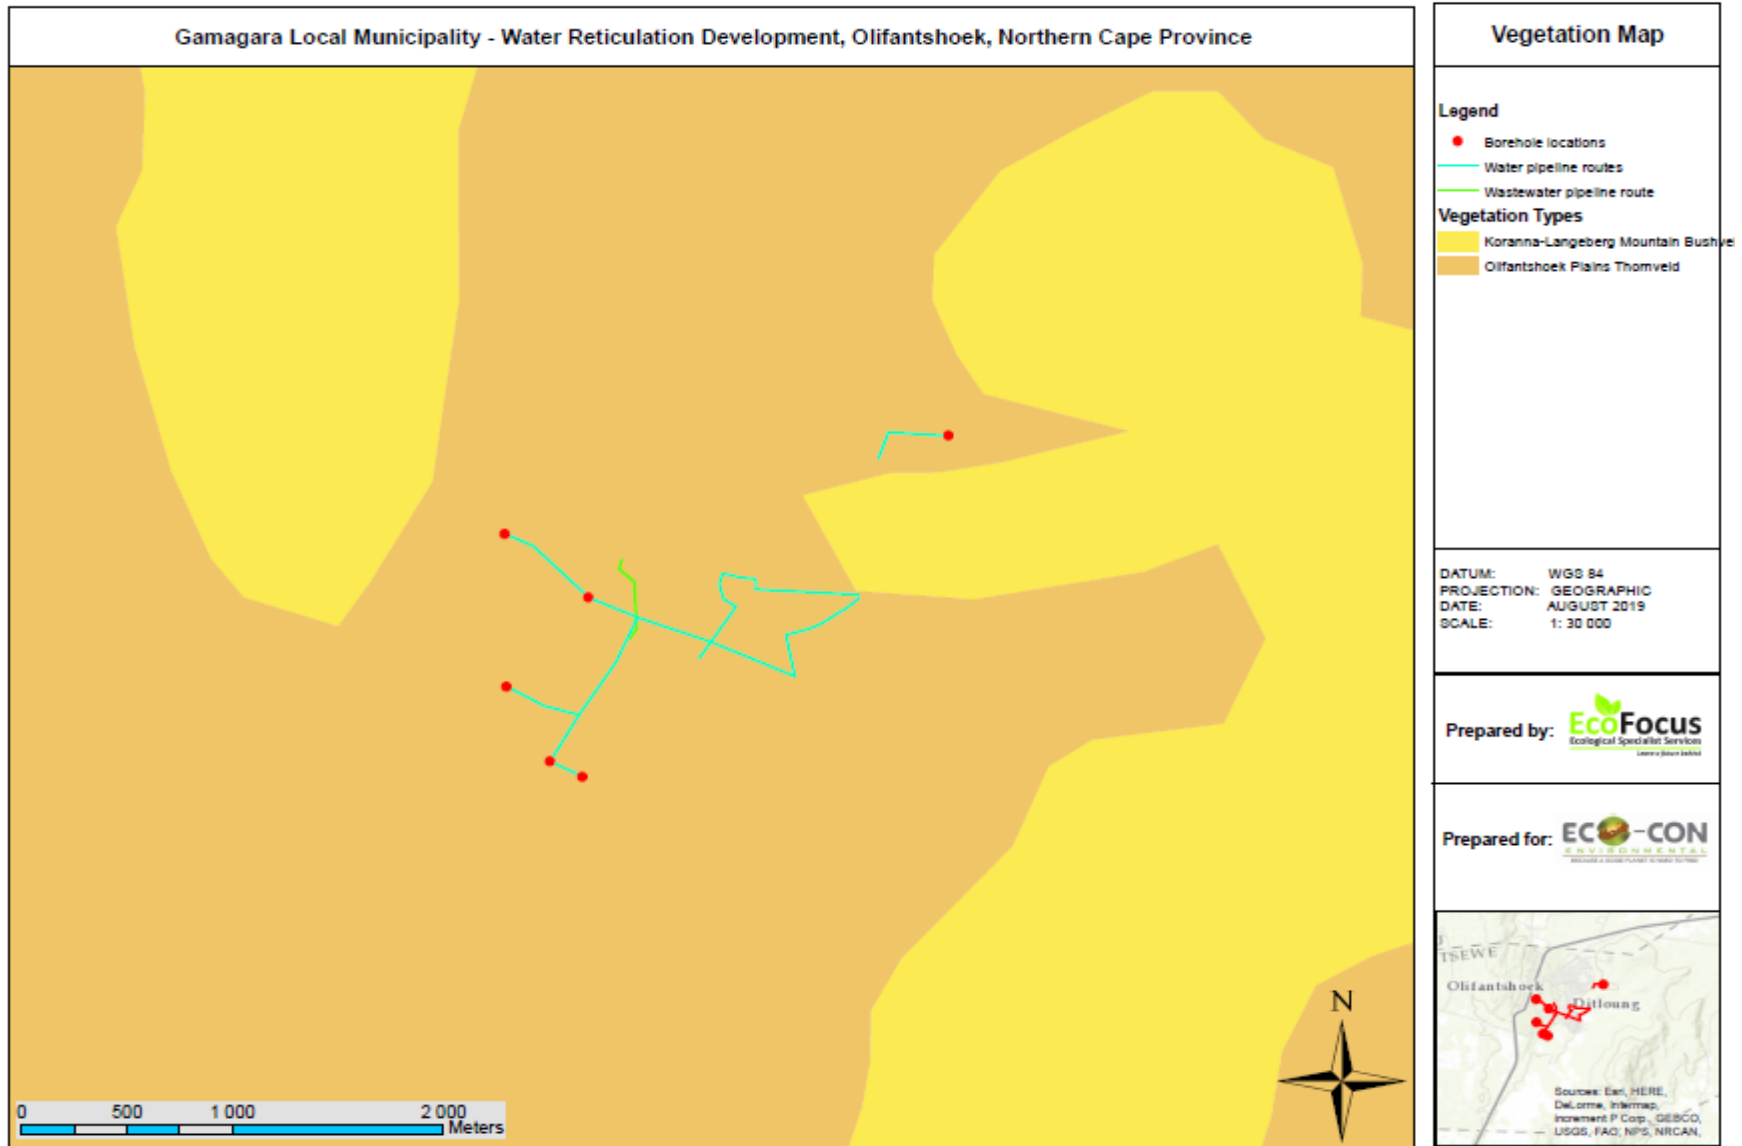 Gamagara Local Municipality - Water Reticulation Development, Olifantshoek, Northern Cape Province
Vegetation Map
Legend
Borehole locations
Water pipeline routes
Wastewater pipeline route
Vegetation Types
Koranna-Langeberg Mountain Bushve
Olifantshoek Plains Thornveld
DATUM: WGS 84
PROJECTION: GEOGRAPHIC
DATE: AUGUST 2019
SCALE: 1: 30 000
Prepared by:
EcoFocus
Ecological Specialist Services
Prepared for:
ECO-CON
ENVIRONMENTAL
TSEWE
Olifantshoek
Ditloung
Sources: Esri, HERE,
DeLorme, Intermap,
increment P Corp., GEBCO,
USGS, FAO, NPS, NRCAN,
N
0 500 1 000 2 000
Meters